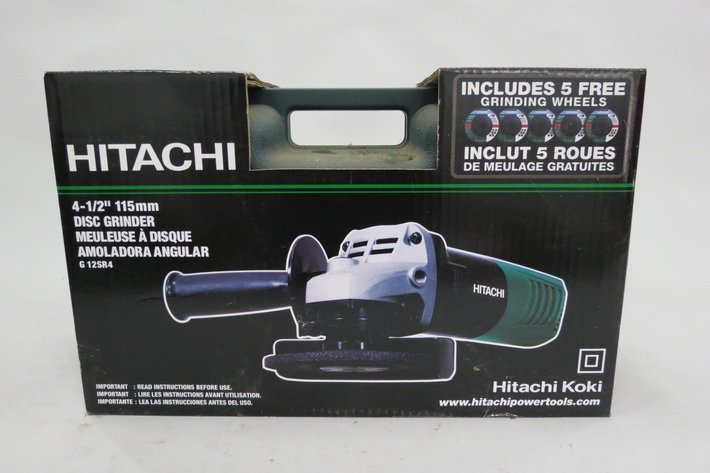 HITACHI
INCLUDES 5 FREE
GRINDING WHEELS
INCLUT 5 ROUES
DE MEULAGE GRATUITES
4-1/2" 115mm
DISC GRINDER
MEULEUSE À DISQUE
AMOLADORA ANGULAR
G 12SR4
HITACHI
IMPORTANT : READ INSTRUCTIONS BEFORE USE.
IMPORTANT : LIRE LES INSTRUCTIONS AVANT UTILISATION.
IMPORTANTE : LEA LAS INSTRUCCIONES ANTES DEL USO.
Hitachi Koki
www.hitachipowertools.com